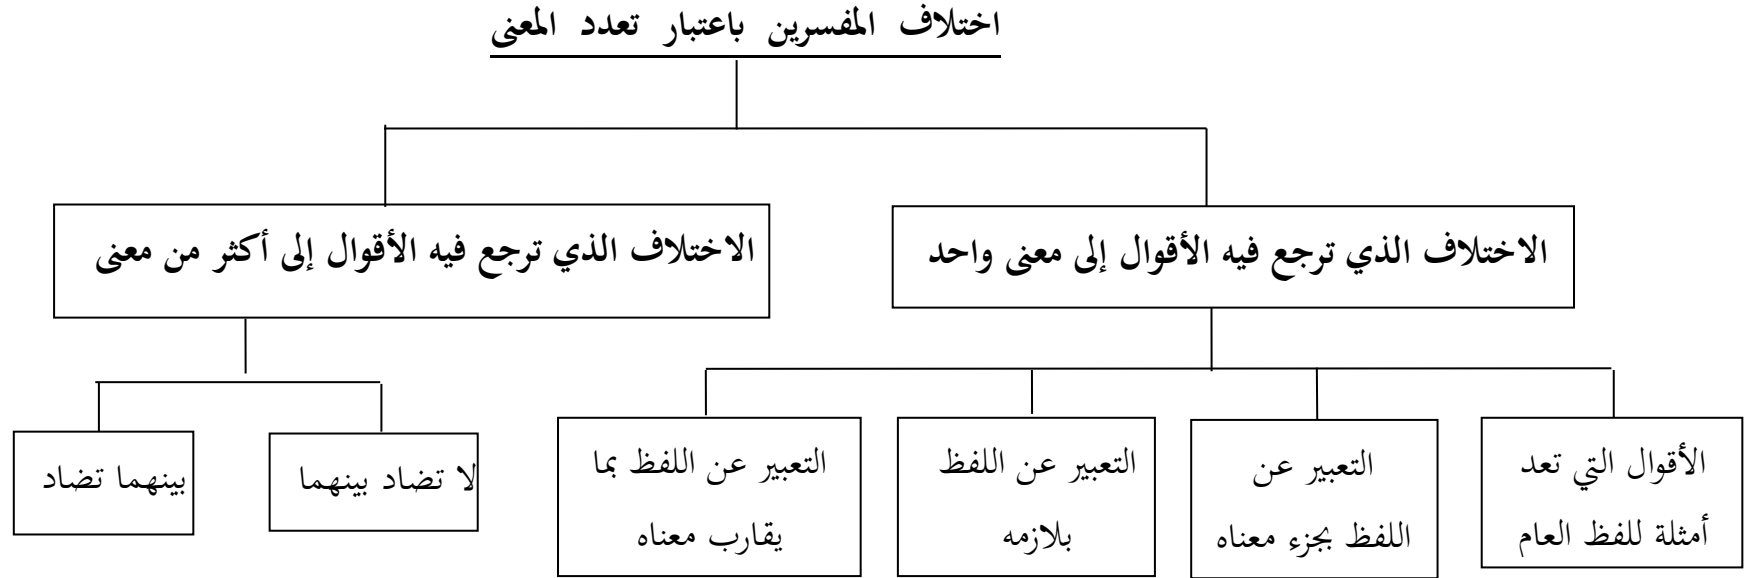 اختلاف المفسرين باعتبار تعدد المعنى
الاختلاف الذي ترجع فيه الأقوال إلى معنى واحد
الاختلاف الذي ترجع فيه الأقوال إلى أكثر من معنى
الأقوال التي تعد
أمثلة للفظ العام
التعبير عن
اللفظ بجزء معناه
التعبير عن اللفظ
بلازمه
التعبير عن اللفظ بما
يقارب معناه
لا تضاد بينهما
بينهما تضاد